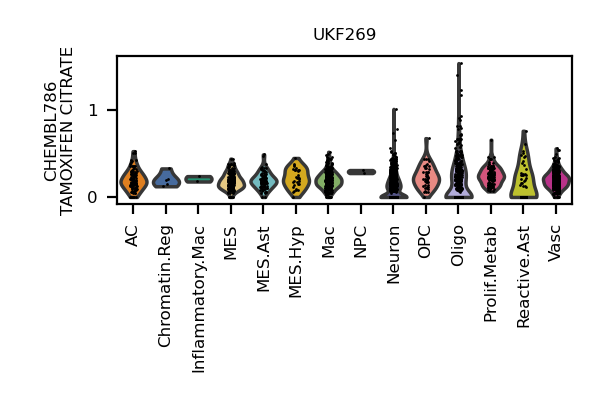 UKF269
CHEMBL786
TAMOXIFEN CITRATE
1
0
AC
Chromatin.Reg
Inflammatory.Mac
MES
MES.Ast
MES.Hyp
Mac
NPC
Neuron
OPC
Oligo
Prolif.Metab
Reactive.Ast
Vasc